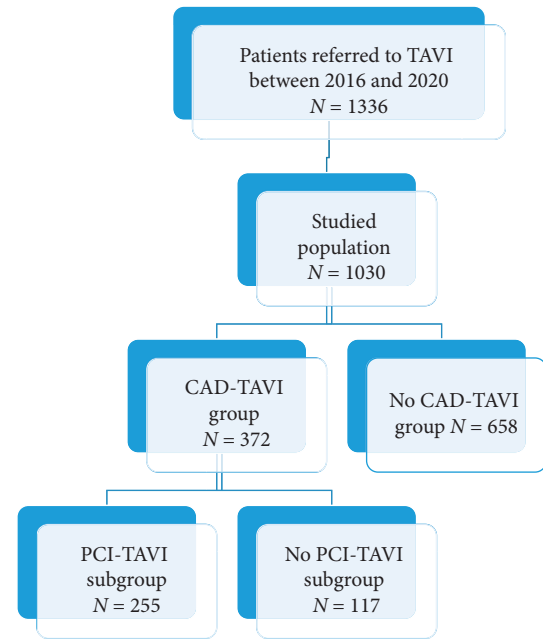 Patients referred to TAVI
between 2016 and 2020
N = 1336
Studied
population
N = 1030
CAD-TAVI
group
N = 372
No CAD-TAVI
group N = 658
PCI-TAVI
subgroup
N = 255
No PCI-TAVI
subgroup
N = 117